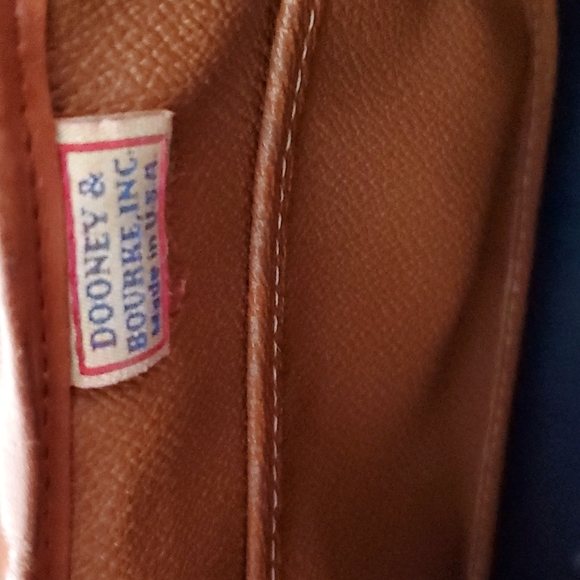 DOONEY &
BOURKE, INC.
Made in U.S.A.